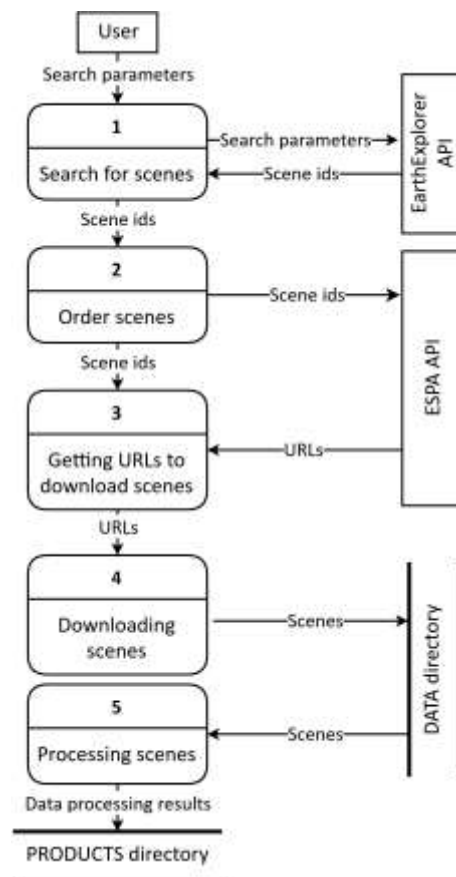 User
Search parameters
1
Search for scenes
Search parameters
Scene ids
EarthExplorer
API
Scene ids
2
Order scenes
Scene ids
ESPA API
Scene ids
3
Getting URLs to
download scenes
URLs
URLs
4
Downloading
scenes
Scenes
DATA directory
5
Processing scenes
Scenes
Data processing results
PRODUCTS directory